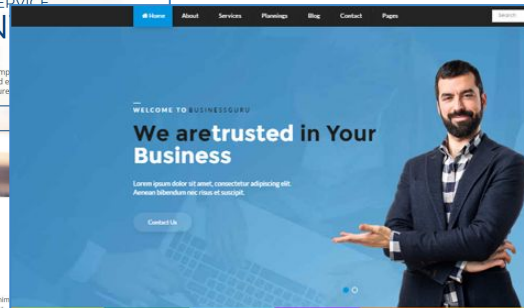 ERVICE
Home About Services Plannings Blog Contact Pages Search
N
WELCOME TO BUSINESSGURU
We aretrusted in Your
Business
Lorem ipsum dolor sit amet, consectetur adipiscing elit.
Aenean bibendum nec risus et suscipit.
Contact Us